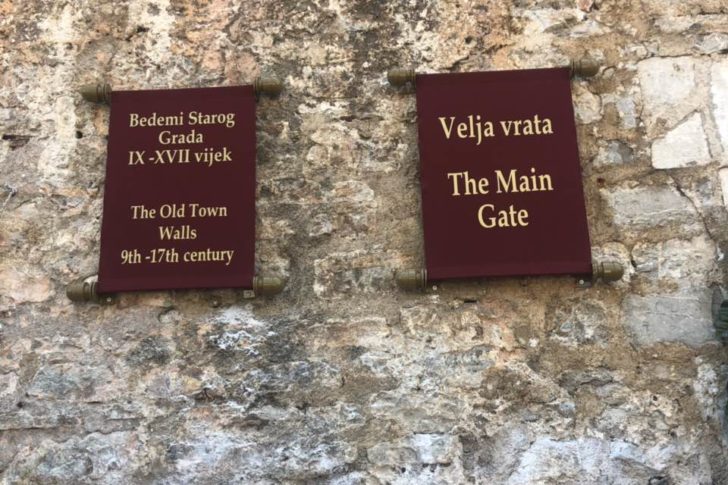 Bedemi Starog
Grada
IX -XVII vijek
The Old Town
Walls
9th -17th century
Velja vrata
The Main
Gate